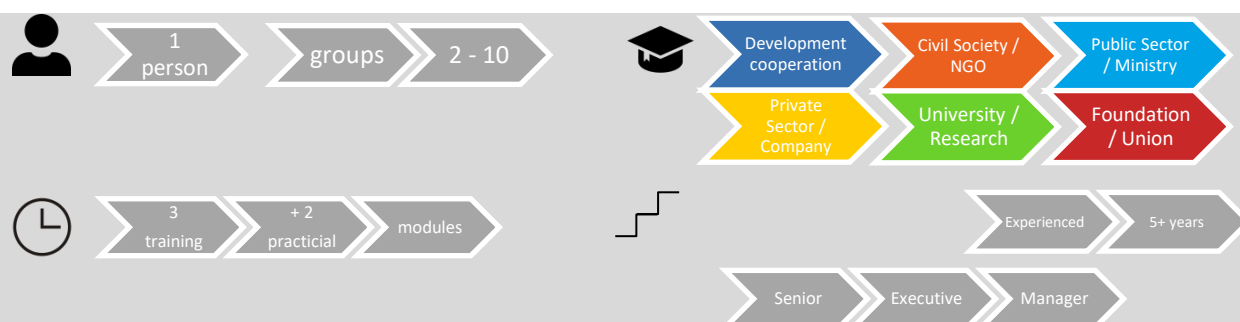 1
person
groups
2 - 10
Development
cooperation
Civil Society /
NGO
Public Sector
/ Ministry
Private
Sector /
Company
University /
Research
Foundation
/ Union
3
training
+ 2
practicial
modules
Experienced
5+ years
Senior
Executive
Manager